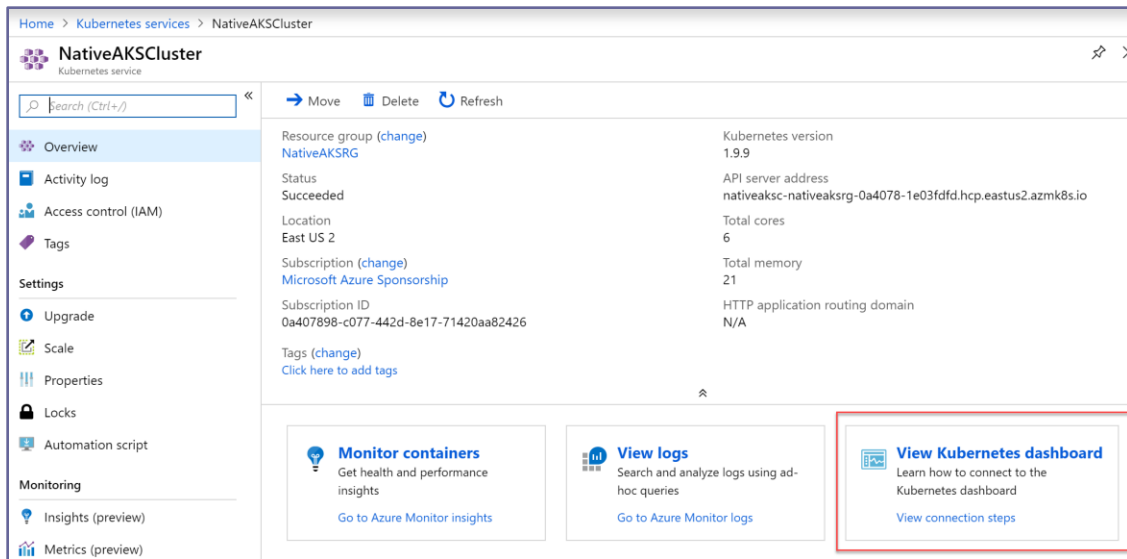 Home > Kubernetes services > NativeAKSCluster
NativeAKSCluster
Kubernetes service
Search (Ctrl+/)
«
Overview
Activity log
Access control (IAM)
Tags
Settings
Upgrade
Scale
Properties
Locks
Automation script
Monitoring
Insights (preview)
Metrics (preview)
Move Delete Refresh
Resource group (change)
NativeAKSRG
Status
Succeeded
Location
East US 2
Subscription (change)
Microsoft Azure Sponsorship
Subscription ID
0a407898-c077-442d-8e17-71420aa82426
Tags (change)
Click here to add tags
Kubernetes version
1.9.9
API server address
nativeaksc-nativeaksrg-0a4078-1e03fdfd.hcp.eastus2.azmk8s.io
Total cores
6
Total memory
21
HTTP application routing domain
N/A
Monitor containers
Get health and performance
insights
Go to Azure Monitor insights
View logs
Search and analyze logs using ad-
hoc queries
Go to Azure Monitor logs
View Kubernetes dashboard
Learn how to connect to the
Kubernetes dashboard
View connection steps